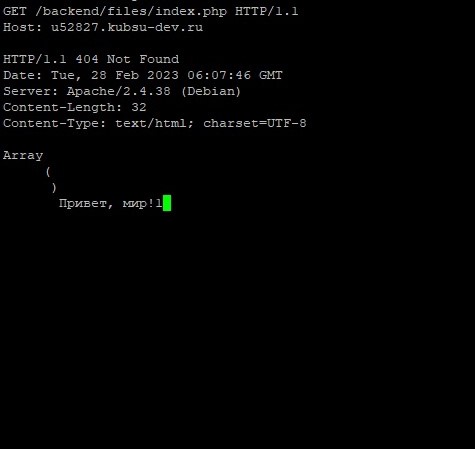 GET /backend/files/index.php HTTP/1.1
Host: u52827.kubsu-dev.ru
HTTP/1.1 404 Not Found
Date: Tue, 28 Feb 2023 06:07:46 GMT
Server: Apache/2.4.38 (Debian)
Content-Length: 32
Content-Type: text/html; charset=UTF-8
Array
(
)
Привет, мир!1